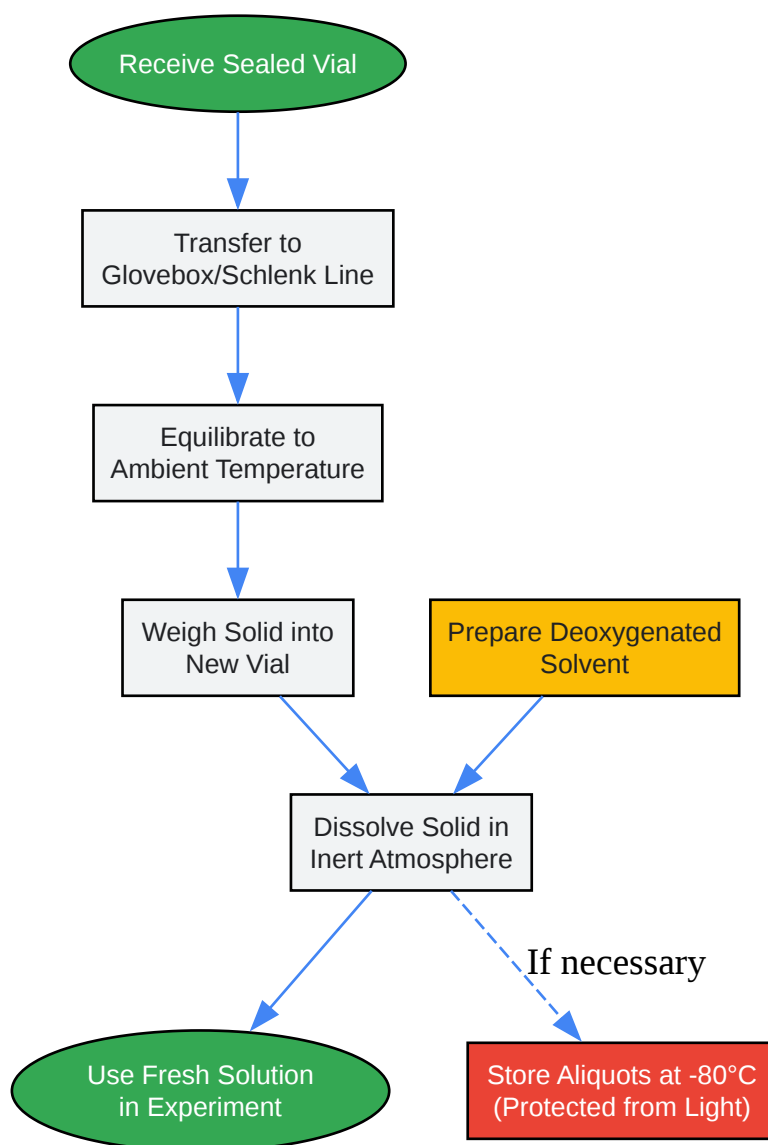 Receive Sealed Vial
Transfer to
Glovebox/Schlenk Line
Equilibrate to
Ambient Temperature
Weigh Solid into
New Vial
Prepare Deoxygenated
Solvent
Dissolve Solid in
Inert Atmosphere
If necessary
Use Fresh Solution
in Experiment
Store Aliquots at -80°C
(Protected from Light)